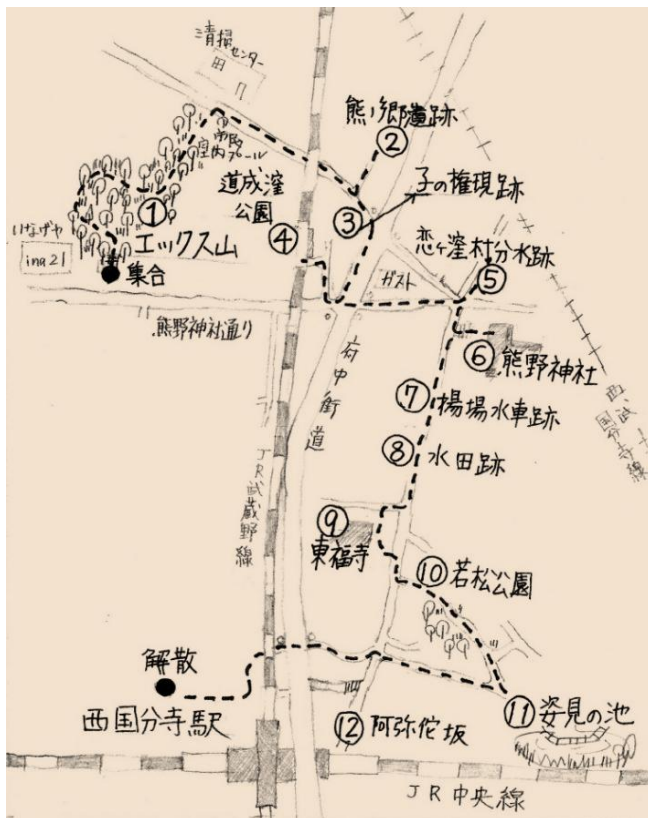 清掃センター
市民
室内プール
熊ノ郷遺跡
②
子の権現跡
道成窪
公園
③
①
④
恋ヶ窪村分水跡
いなげや
ina21
エックス山
集合
ガスト
⑤
熊野神社通り
⑥
熊野神社
府中街道
⑦揚場水車跡
西武国分寺線
⑧水田跡
JR武蔵野線
⑨
東福寺
⑩若松公園
解散
西国分寺駅
⑪姿見の池
⑫阿弥佗坂
JR中央線